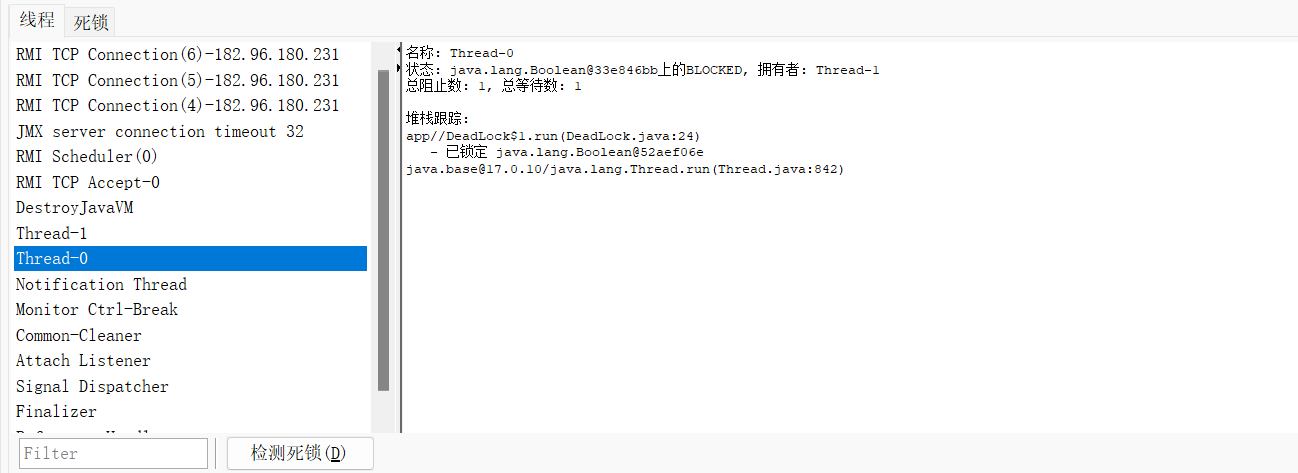 线程 死锁
RMI TCP Connection(6)-182.96.180.231
RMI TCP Connection(5)-182.96.180.231
RMI TCP Connection(4)-182.96.180.231
JMX server connection timeout 32
RMI Scheduler(0)
RMI TCP Accept-0
DestroyJavaVM
Thread-1
Thread-0
Notification Thread
Monitor Ctrl-Break
Common-Cleaner
Attach Listener
Signal Dispatcher
Finalizer
名称: Thread-0
状态: java.lang.Boolean@33e846bb上的BLOCKED, 拥有者: Thread-1
总阻止数: 1, 总等待数: 1
堆栈跟踪:
app//DeadLock$1.run(DeadLock.java:24)
- 已锁定 java.lang.Boolean@52aef06e
java.base@17.0.10/java.lang.Thread.run(Thread.java:842)
Filter
检测死锁(D)